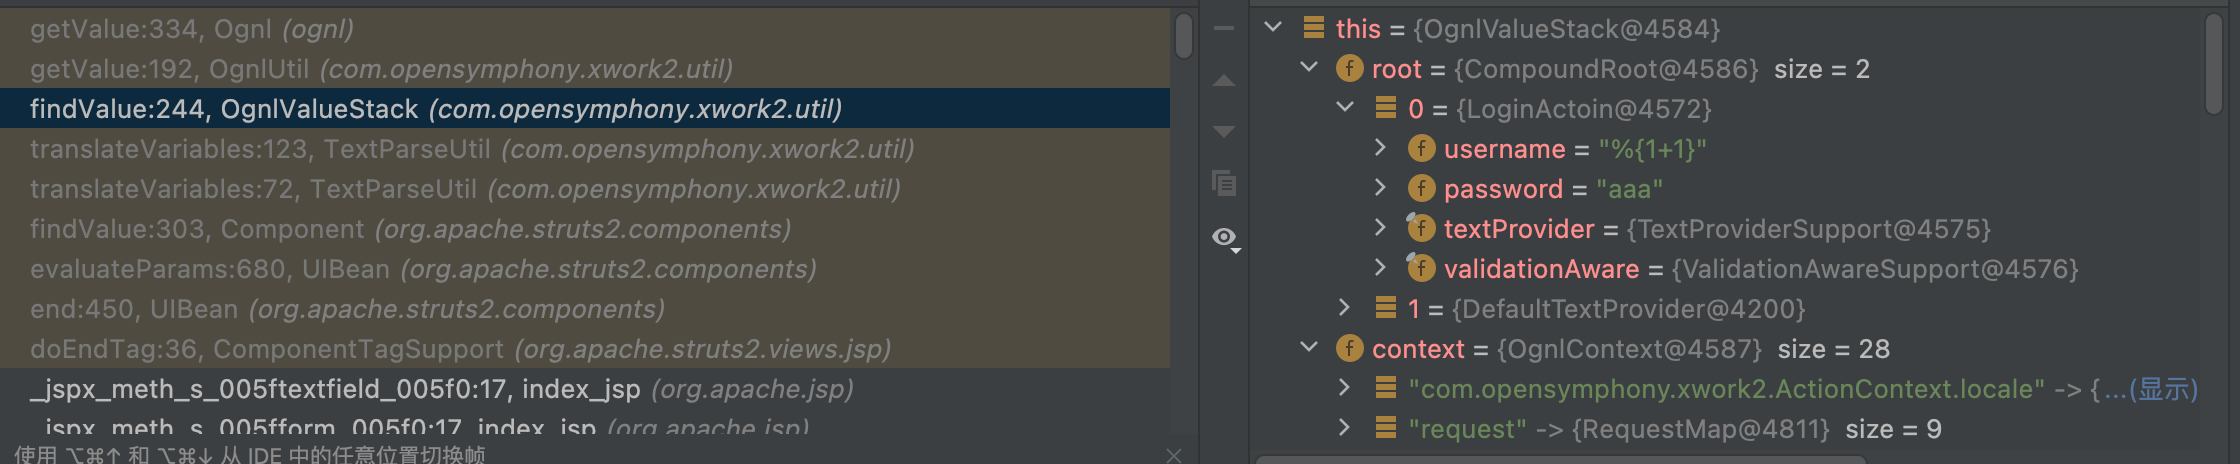 getValue:334, Ognl (ognl)
getValue:192, OgnlUtil (com.opensymphony.xwork2.util)
findValue:244, OgnlValueStack (com.opensymphony.xwork2.util)
translateVariables:123, TextParseUtil (com.opensymphony.xwork2.util)
translateVariables:72, TextParseUtil (com.opensymphony.xwork2.util)
findValue:303, Component (org.apache.struts2.components)
evaluateParams:680, UIBean (org.apache.struts2.components)
end:450, UIBean (org.apache.struts2.components)
doEndTag:36, ComponentTagSupport (org.apache.struts2.views.jsp)
_jspx_meth_s_005ftextfield_005f0:17, index_jsp (org.apache.jsp)
_jspx_meth_s_005fform_005f0:17, index_jsp (org.apache.jsp)
使用 ⌥⌘↑ 和 ⌥⌘↓ 从 IDE 中的任意位置切换帧
this = {OgnlValueStack@4584}
f root = {CompoundRoot@4586} size = 2
0 = {LoginActoin@4572}
f username = "%{1+1}"
f password = "aaa"
f textProvider = {TextProviderSupport@4575}
f validationAware = {ValidationAwareSupport@4576}
1 = {DefaultTextProvider@4200}
f context = {OgnlContext@4587} size = 28
"com.opensymphony.xwork2.ActionContext.locale" -> { ...(显示)
"request" -> {RequestMap@4811} size = 9